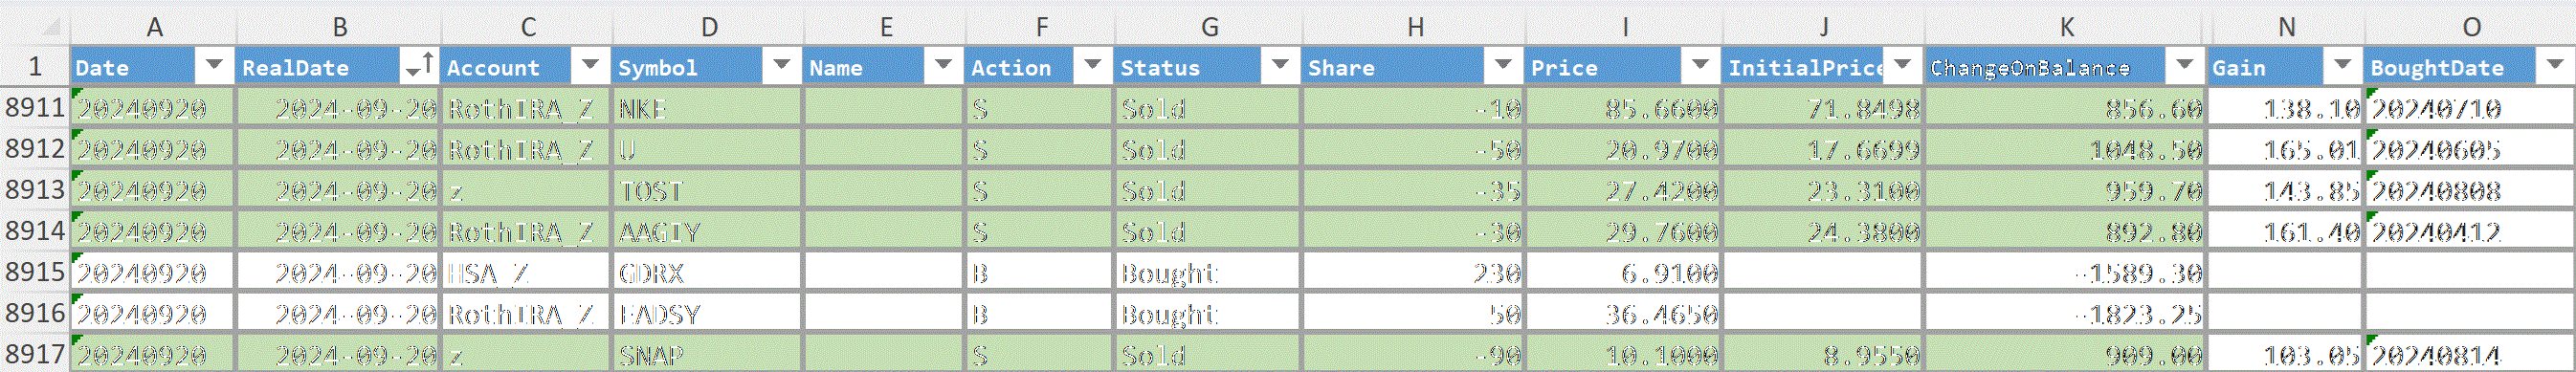 A B C D E F G H I J K N O
1 Date RealDate Account Symbol Name Action Status Share Price InitialPrice ChangeOnBalance Gain BoughtDate
8911 20240920 2024-09-20 RothIRA_Z NKE S Sold -10 85.6600 71.8498 856.60 138.10 20240710
8912 20240920 2024-09-20 RothIRA_Z U S Sold -50 20.9700 17.6699 1048.50 165.01 20240605
8913 20240920 2024-09-20 z TOST S Sold -35 27.4200 23.3100 959.70 143.85 20240808
8914 20240920 2024-09-20 RothIRA_Z AAGIY S Sold -30 29.7600 24.3800 892.80 161.40 20240412
8915 20240920 2024-09-20 HSA_Z GDRX B Bought 230 6.9100 -1589.30
8916 20240920 2024-09-20 RothIRA_Z EADSY B Bought 50 36.4650 -1823.25
8917 20240920 2024-09-20 z SNAP S Sold -90 10.1000 8.9550 909.00 103.05 20240814